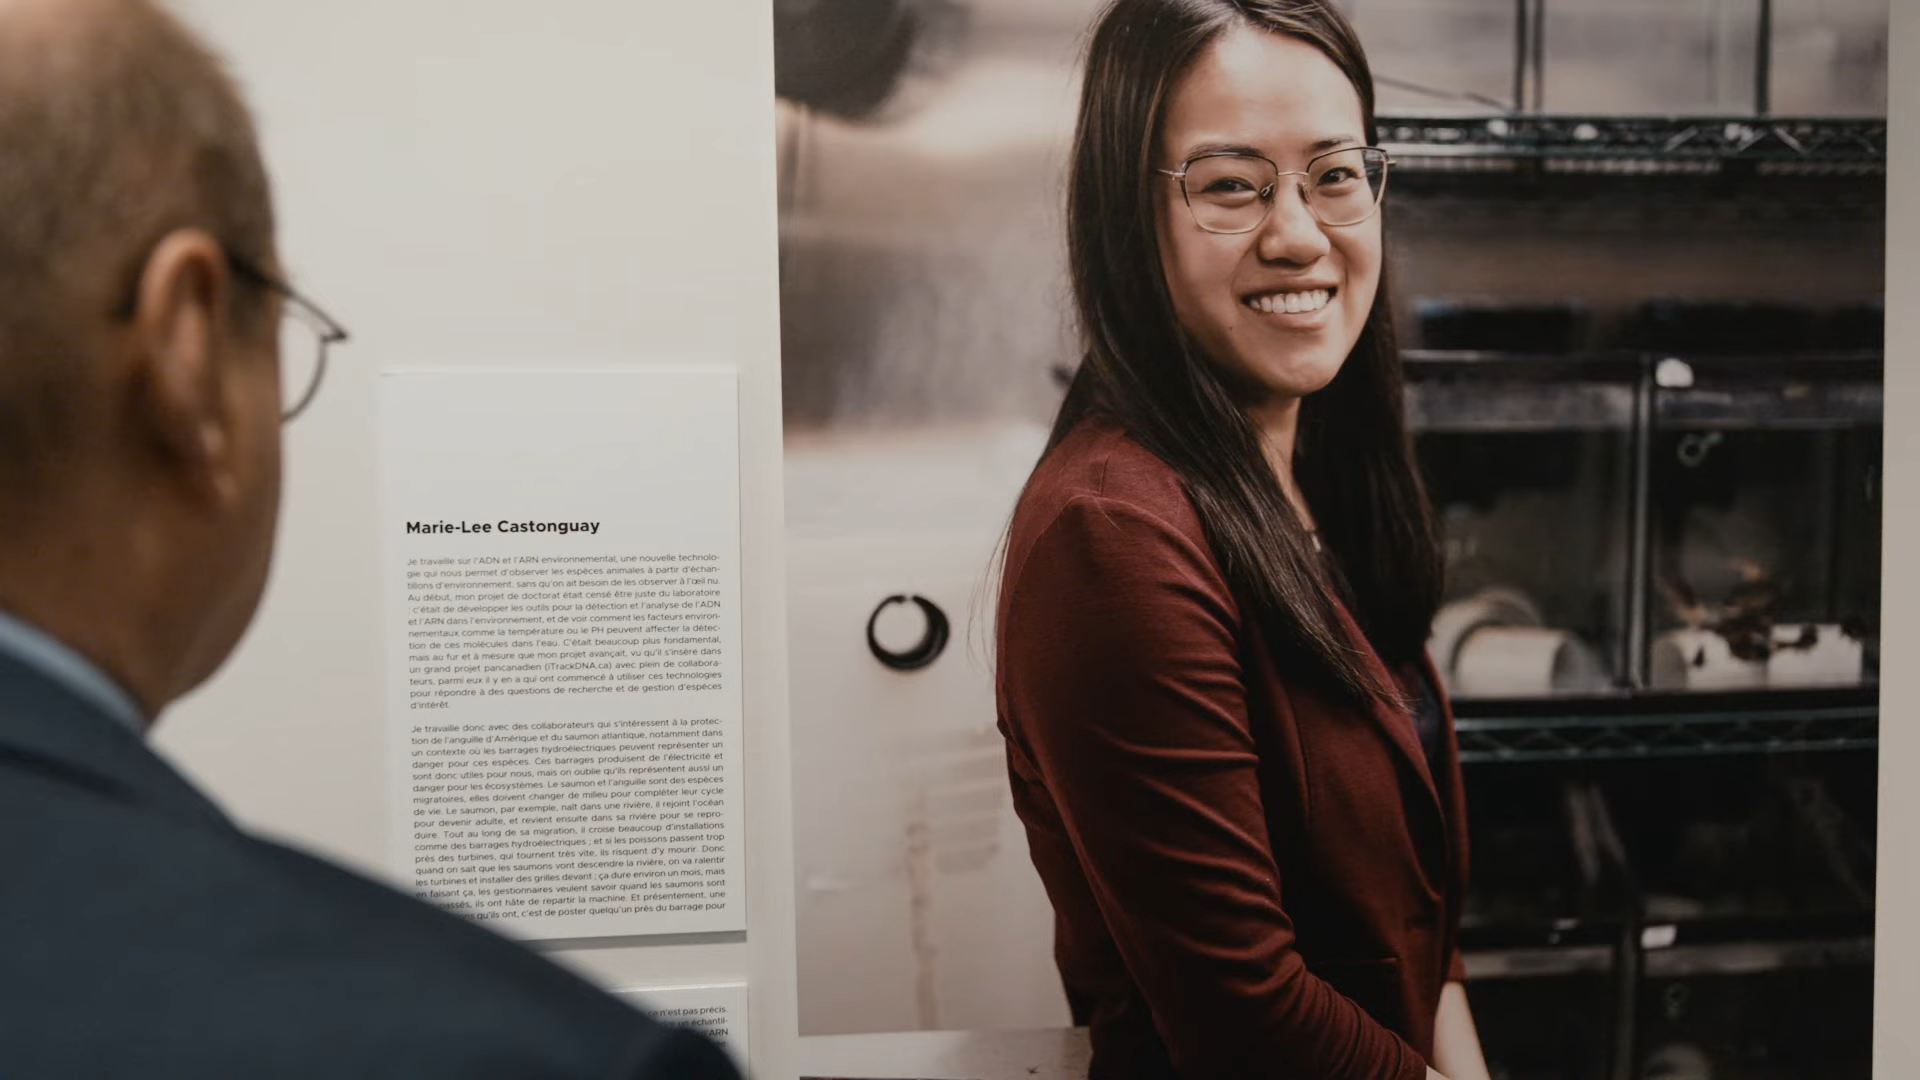 Marie-Lee Castonguay
Je travaille sur l'ADN et l'ARN environnemental, une nouvelle technolo-
gie qui nous permet d'observer les espèces animales à partir d'échan-
tillons d'environnement, sans qu'on ait besoin de les observer à l'œil nu.
Au début, mon projet de doctorat était censé être juste du laboratoire
: c'était de développer les outils pour la détection et l'analyse de l'ADN
et l'ARN dans l'environnement, et de voir comment les facteurs environ-
nementaux comme la température ou le PH peuvent affecter la détec-
tion de ces molécules dans l'eau. C'était beaucoup plus fondamental,
mais au fur et à mesure que mon projet avançait, vu qu'il s'insère dans
un grand projet pancanadien (iTrackDNA.ca) avec plein de collabora-
teurs, parmi eux il y en a qui ont commencé à utiliser ces technologies
pour répondre à des questions de recherche et de gestion d'espèces
d'intérêt.
Je travaille donc avec des collaborateurs qui s'intéressent à la protec-
tion de l'anguille d'Amérique et du saumon atlantique, notamment dans
un contexte où les barrages hydroélectriques peuvent représenter un
danger pour ces espèces. Ces barrages produisent de l'électricité et
sont donc utiles pour nous, mais on oublie qu'ils représentent aussi un
danger pour les écosystèmes. Le saumon et l'anguille sont des espèces
migratoires, elles doivent changer de milieu pour compléter leur cycle
de vie. Le saumon, par exemple, naît dans une rivière, il rejoint l'océan
pour devenir adulte, et revient ensuite dans sa rivière pour se repro-
duire. Tout au long de sa migration, il croise beaucoup d'installations
comme des barrages hydroélectriques ; et si les poissons passent trop
près des turbines, qui tournent très vite, ils risquent d'y mourir. Donc
quand on sait que les saumons vont descendre la rivière, on va ralentir
les turbines et installer des grilles devant ; ça dure environ un mois, mais
en faisant ça, les gestionnaires veulent savoir quand les saumons sont
passés, ils ont hâte de repartir la machine. Et présentement, une
qu'ils ont, c'est de poster quelqu'un près du barrage pour
ce n'est pas précis.
un échantil-
l'ARN